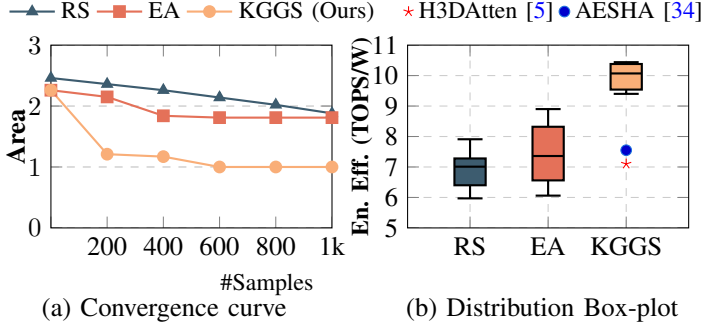 RS EA KGGS (Ours) H3DAtten [5] AESHA [34]
3
2
1
0
Area
200 400 600 800 1k
#Samples
(a) Convergence curve
11
10
9
8
7
6
5
En. Eff. (TOPS/W)
RS EA KGGS
(b) Distribution Box-plot